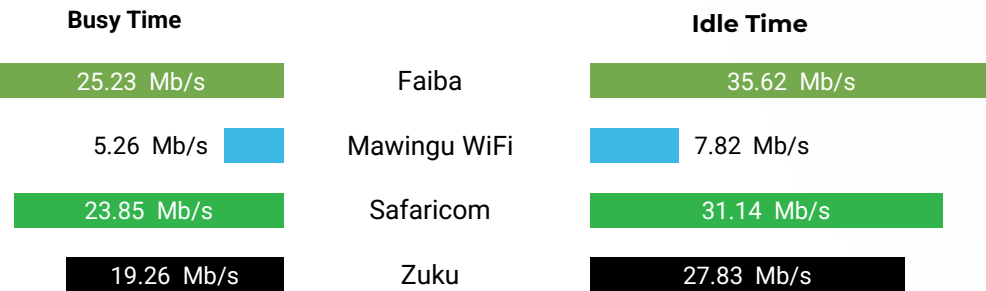 Busy Time Idle Time
25.23 Mb/s Faiba 35.62 Mb/s
5.26 Mb/s Mawingu WiFi 7.82 Mb/s
23.85 Mb/s Safaricom 31.14 Mb/s
19.26 Mb/s Zuku 27.83 Mb/s